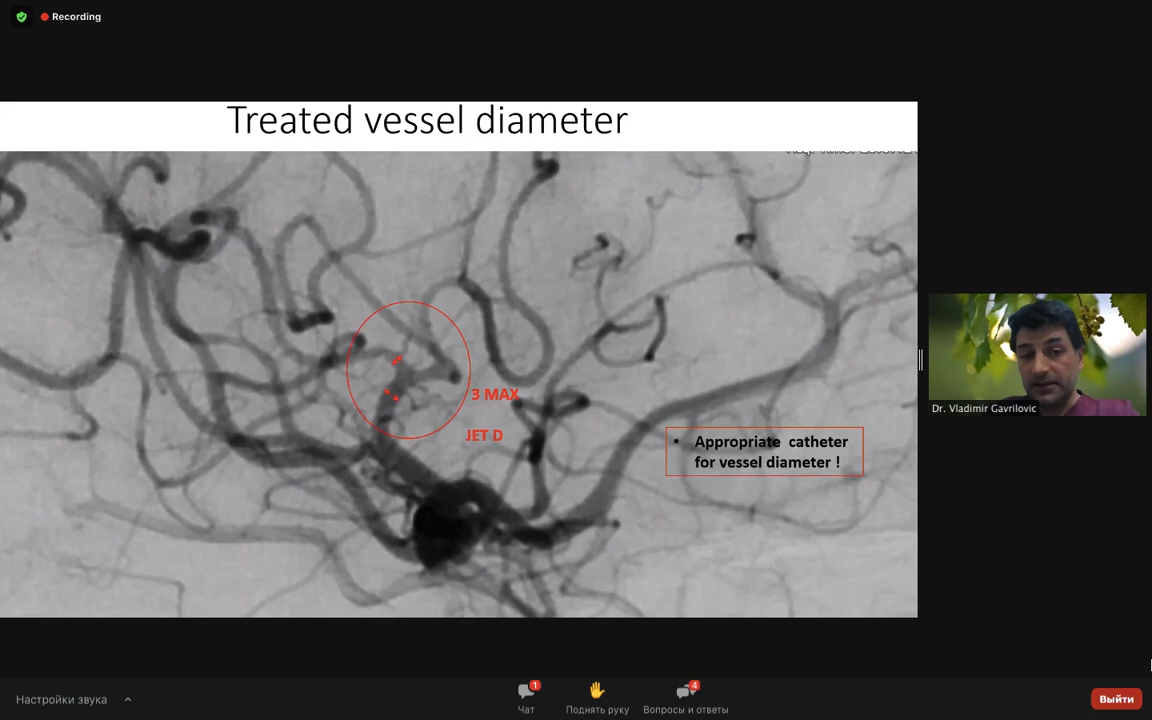 Recording
Treated vessel diameter
3 MAX
JET D
• Appropriate catheter
for vessel diameter !
Dr. Vladimir Gavrilovic
Настройки звука
1
Чат
Поднять руку
4
Вопросы и ответы
Выйти